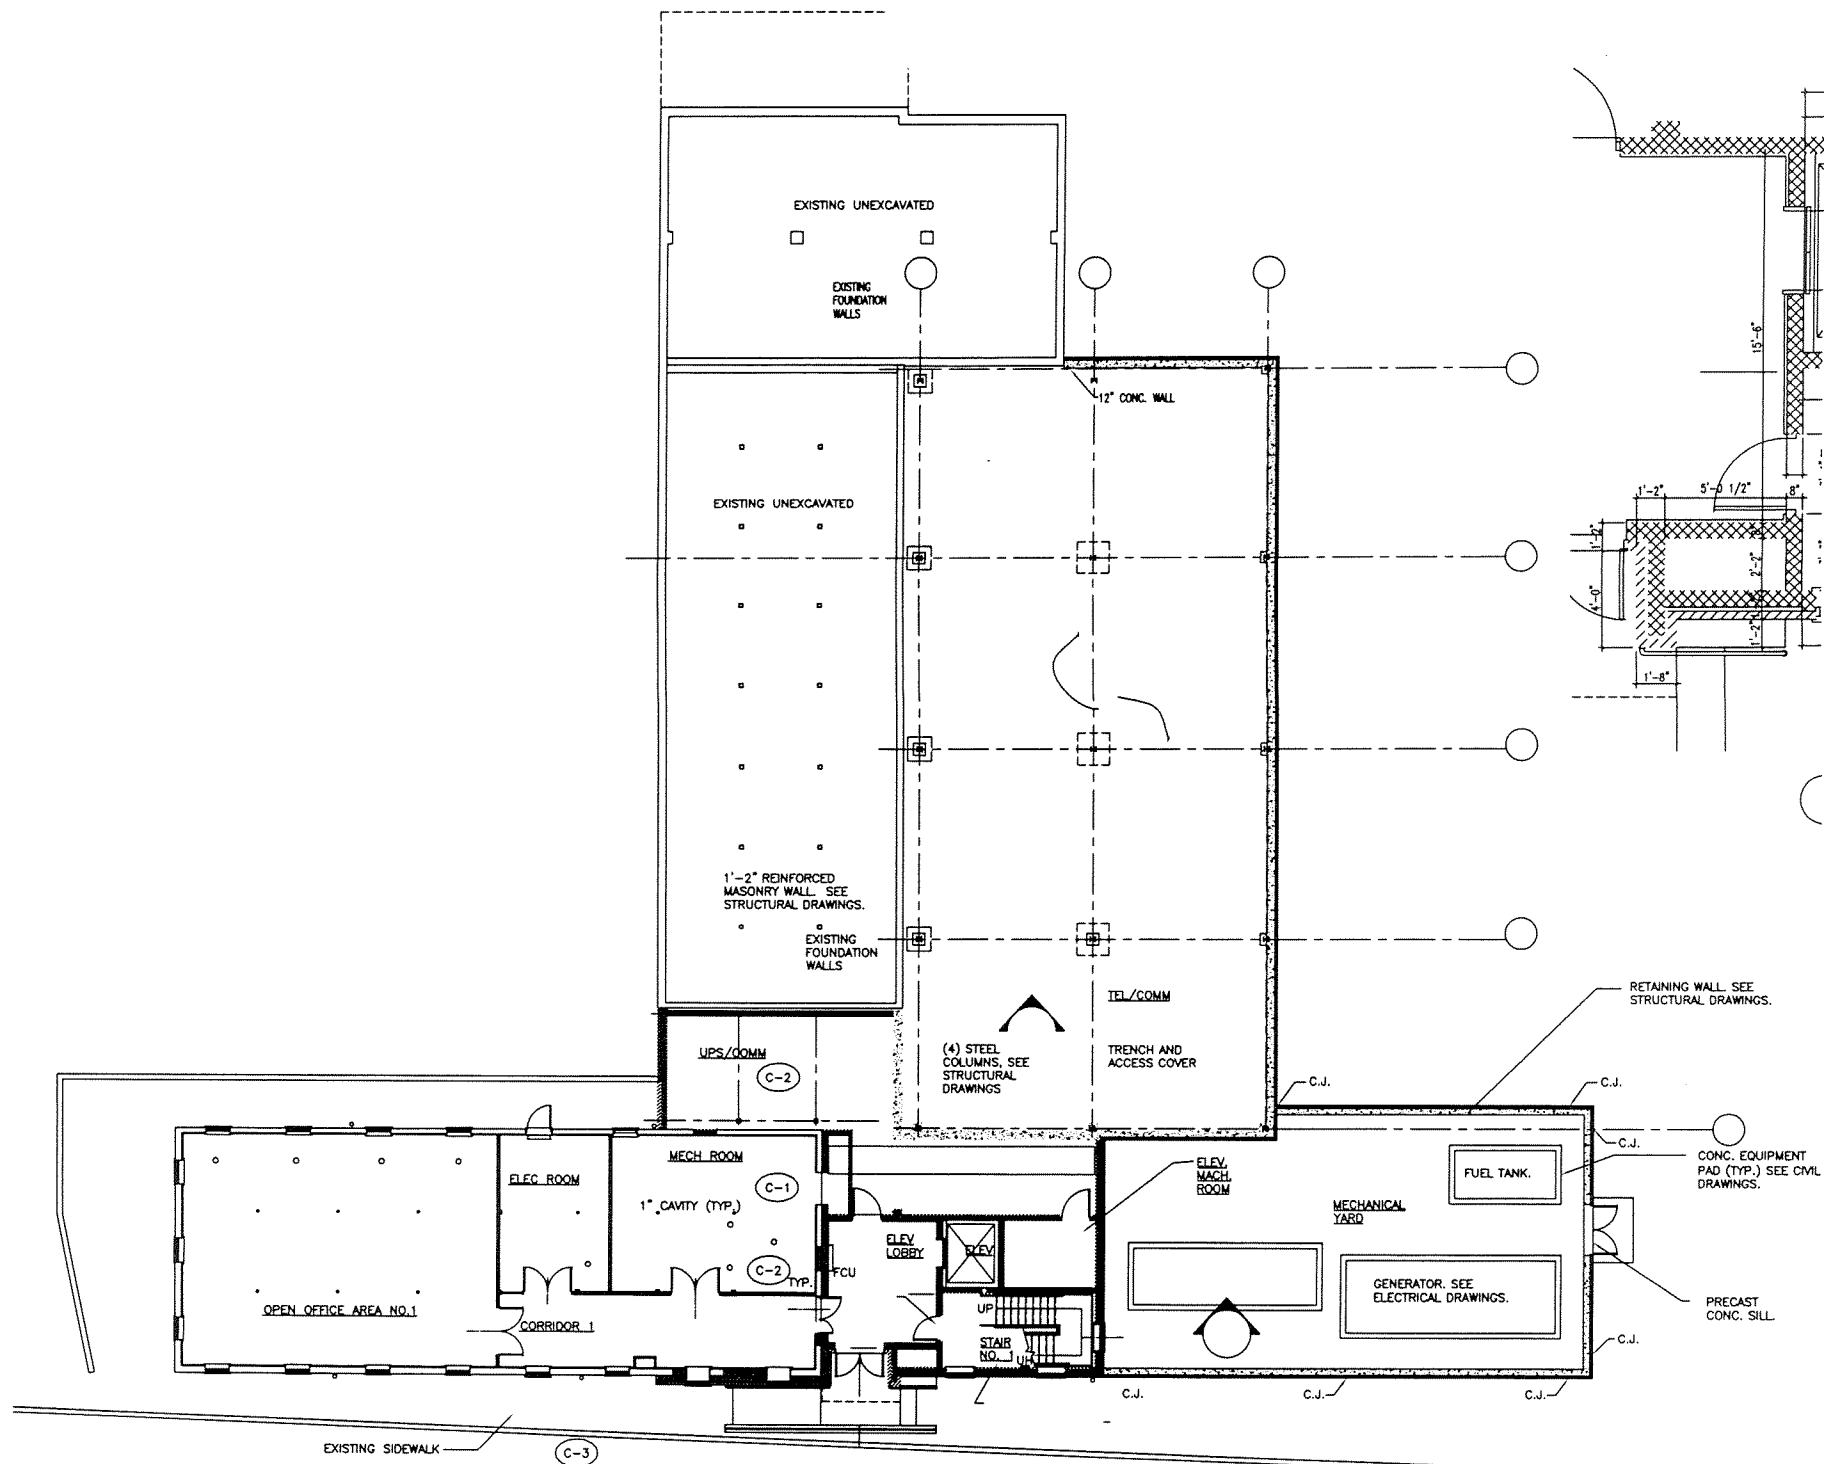 EXISTING UNEXCAVATED
EXISTING
FOUNDATION
WALLS
12" CONC. WALL
15'-6"
EXISTING UNEXCAVATED
1'-2"
5'-0 1/2"
8"
1'-2"
4'-0"
2'-2"
1'-2"
1'-8"
1'-2" REINFORCED
MASONRY WALL. SEE
STRUCTURAL DRAWINGS.
EXISTING
FOUNDATION
WALLS
TEL/COMM
RETAINING WALL. SEE
STRUCTURAL DRAWINGS.
(4) STEEL
COLUMNS, SEE
STRUCTURAL
DRAWINGS
TRENCH AND
ACCESS COVER
UPS/COMM
C-2
C.J.
C.J.
C.J.
MECH ROOM
ELEC ROOM
C-1
1" CAVITY (TYP.)
ELEV.
MACH.
ROOM
FUEL TANK.
CONC. EQUIPMENT
PAD (TYP.) SEE CIVIL
DRAWINGS.
MECHANICAL
YARD
ELEV
LOBBY
ELEV
C-2
TYP.
FCU
GENERATOR. SEE
ELECTRICAL DRAWINGS.
OPEN OFFICE AREA NO.1
CORRIDOR 1
UP
STAIR
NO. 1
UH
PRECAST
CONC. SILL.
C.J.
C.J.
C.J.
C.J.
EXISTING SIDEWALK
C-3